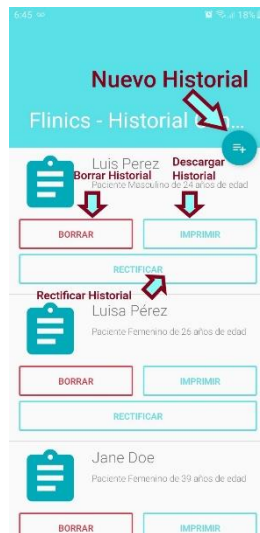 6:45
18%
Nuevo Historial
Flinics - Historial
Luis Perez
Descargar
Borrar Historial
Historial
Paciente Masculino de 24 años de edad
BORRAR
IMPRIMIR
RECTIFICAR
Rectificar Historial
Luisa Pérez
Paciente Femenino de 26 años de edad
BORRAR
IMPRIMIR
RECTIFICAR
Jane Doe
Paciente Femenino de 39 años de edad
BORRAR
IMPRIMIR